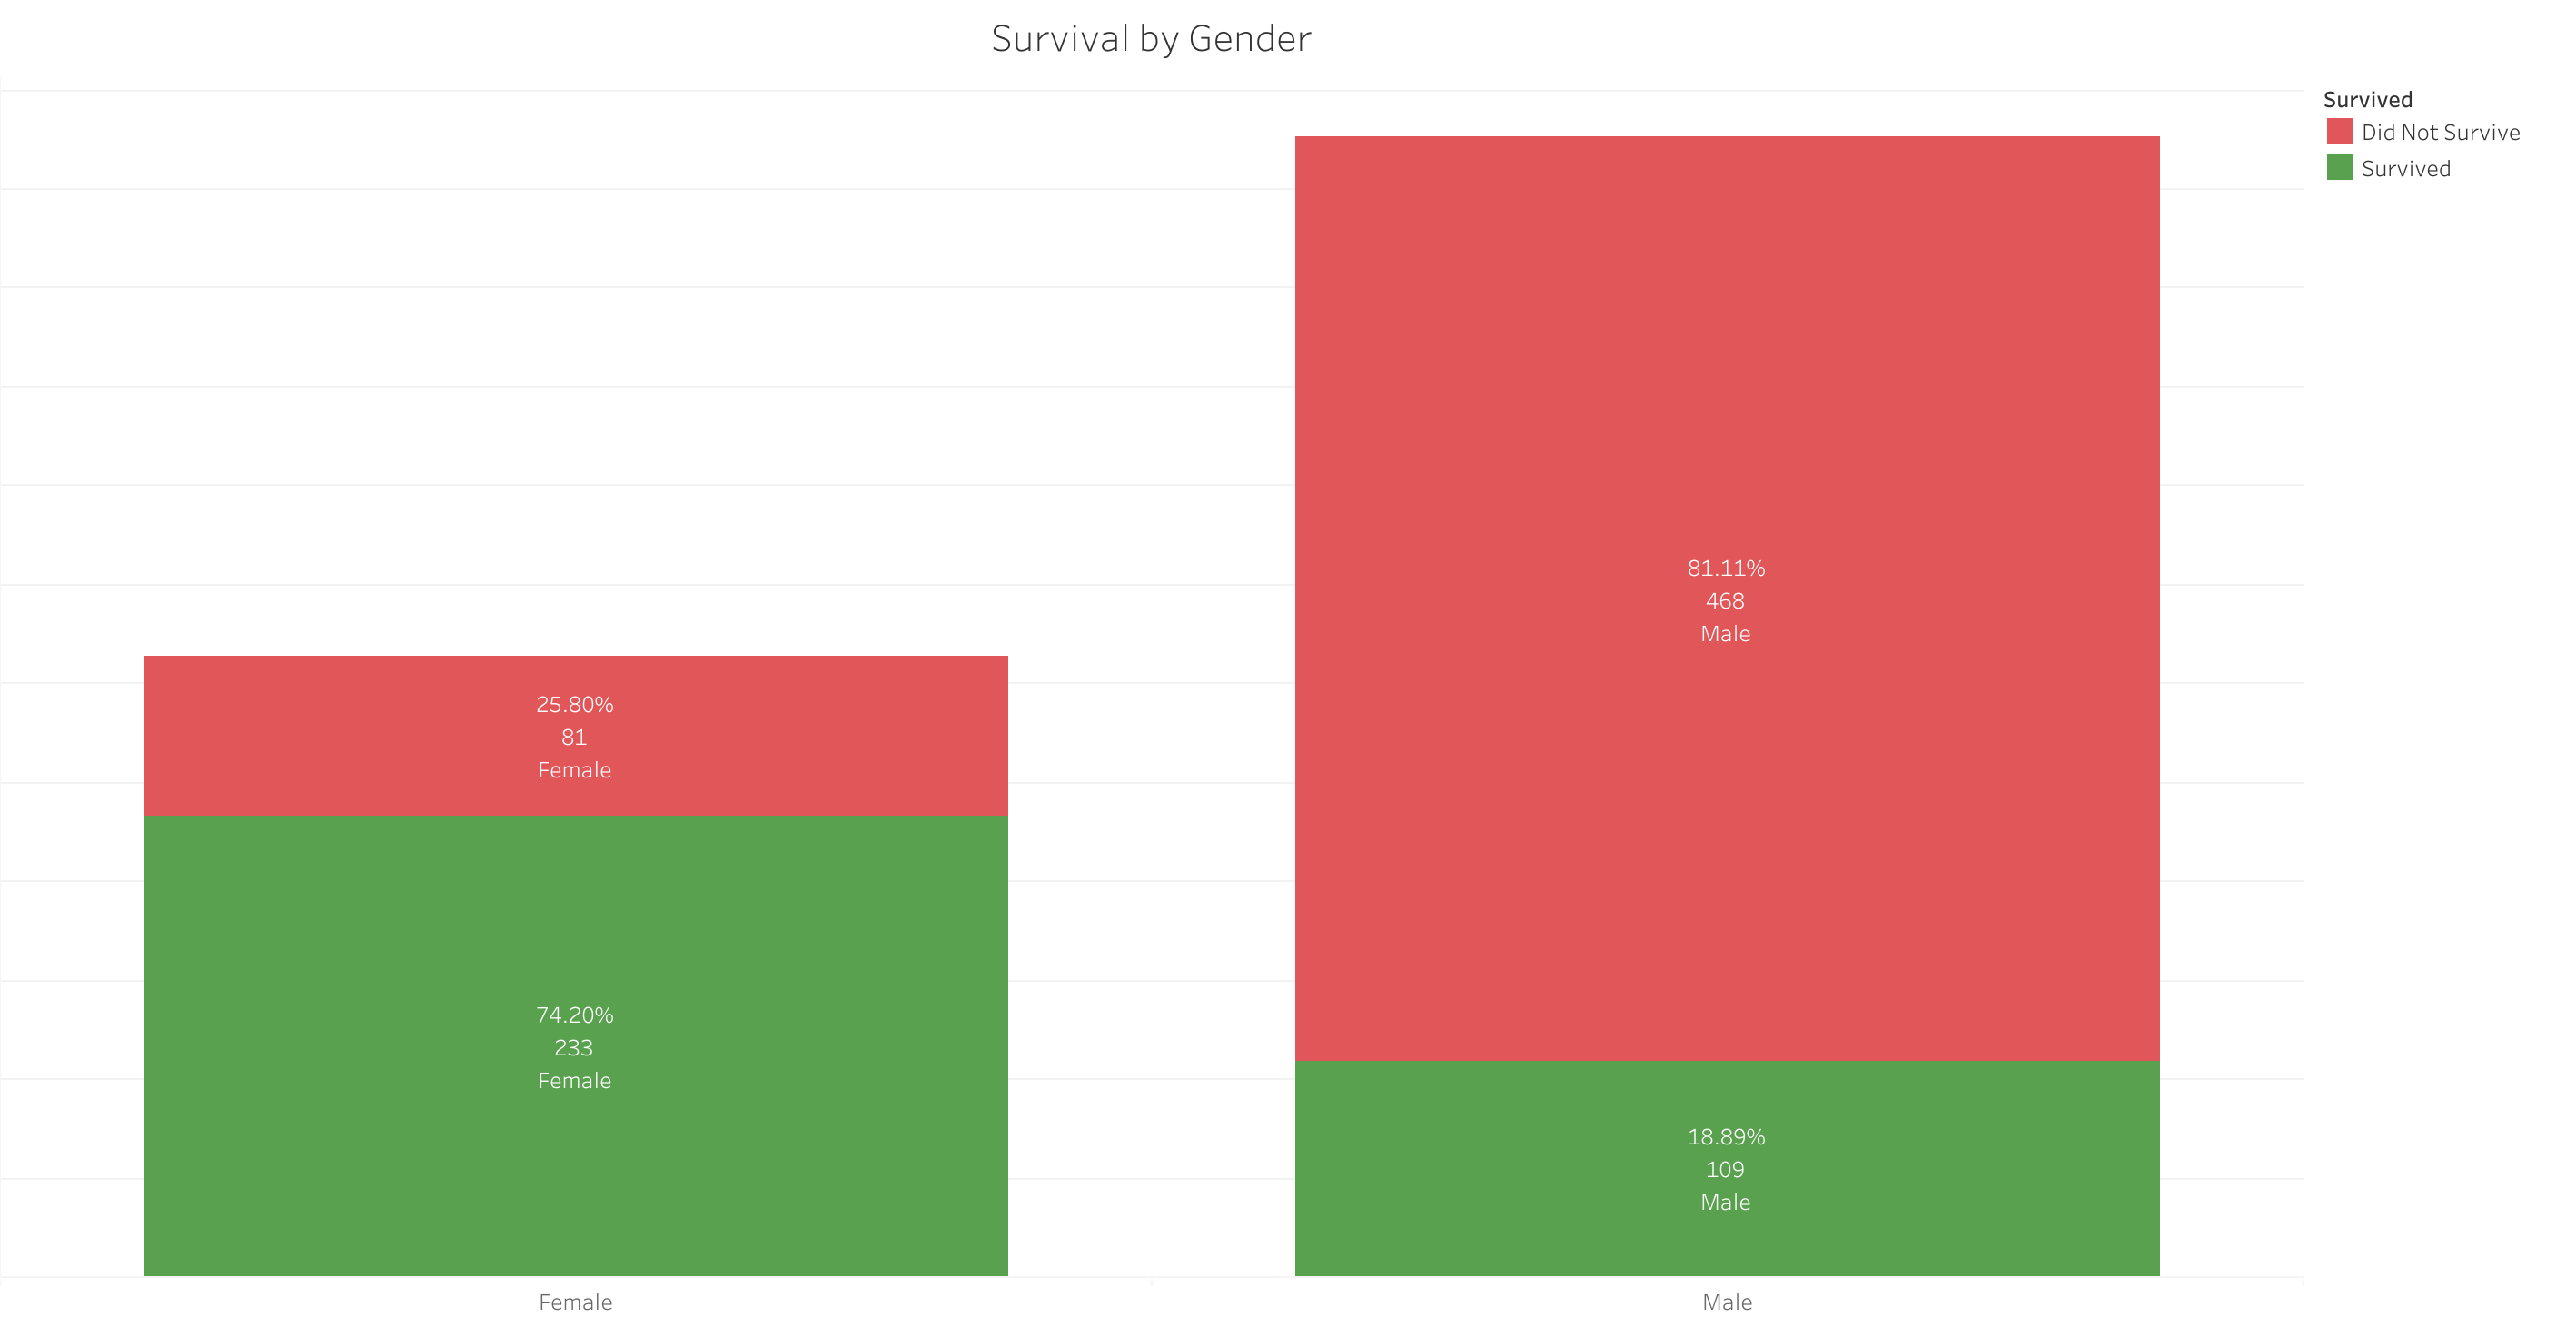 Survival by Gender
Survived
Did Not Survive
Survived
81.11%
468
Male
25.80%
81
Female
74.20%
233
Female
18.89%
109
Male
Female
Male